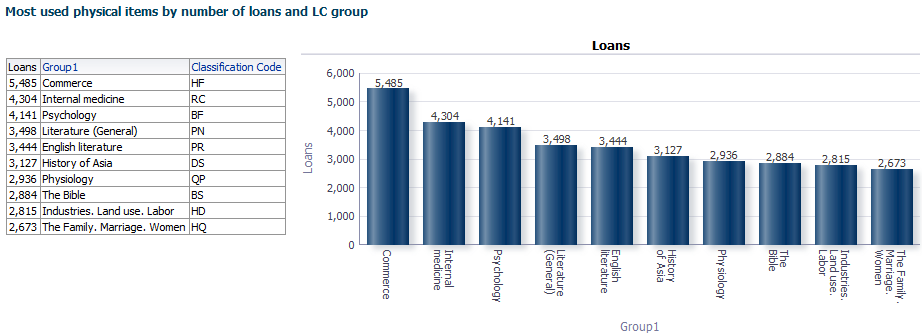 Most used physical items by number of loans and LC group
Loans Group1 Classification Code
5,485 Commerce HF
4,304 Internal medicine RC
4,141 Psychology BF
3,498 Literature (General) PN
3,444 English literature PR
3,127 History of Asia DS
2,936 Physiology QP
2,884 The Bible BS
2,815 Industries. Land use. Labor HD
2,673 The Family. Marriage. Women HQ
Loans
Loans
6,000
5,000
4,000
3,000
2,000
1,000
0
5,485
4,304
4,141
3,498
3,444
3,127
2,936
2,884
2,815
2,673
Commerce
Internal
medicine
Psychology
Literature
(General)
English
literature
History
of Asia
Physiology
The
Bible
Industries.
Land use.
Labor
The Family.
Marriage.
Women
Group1